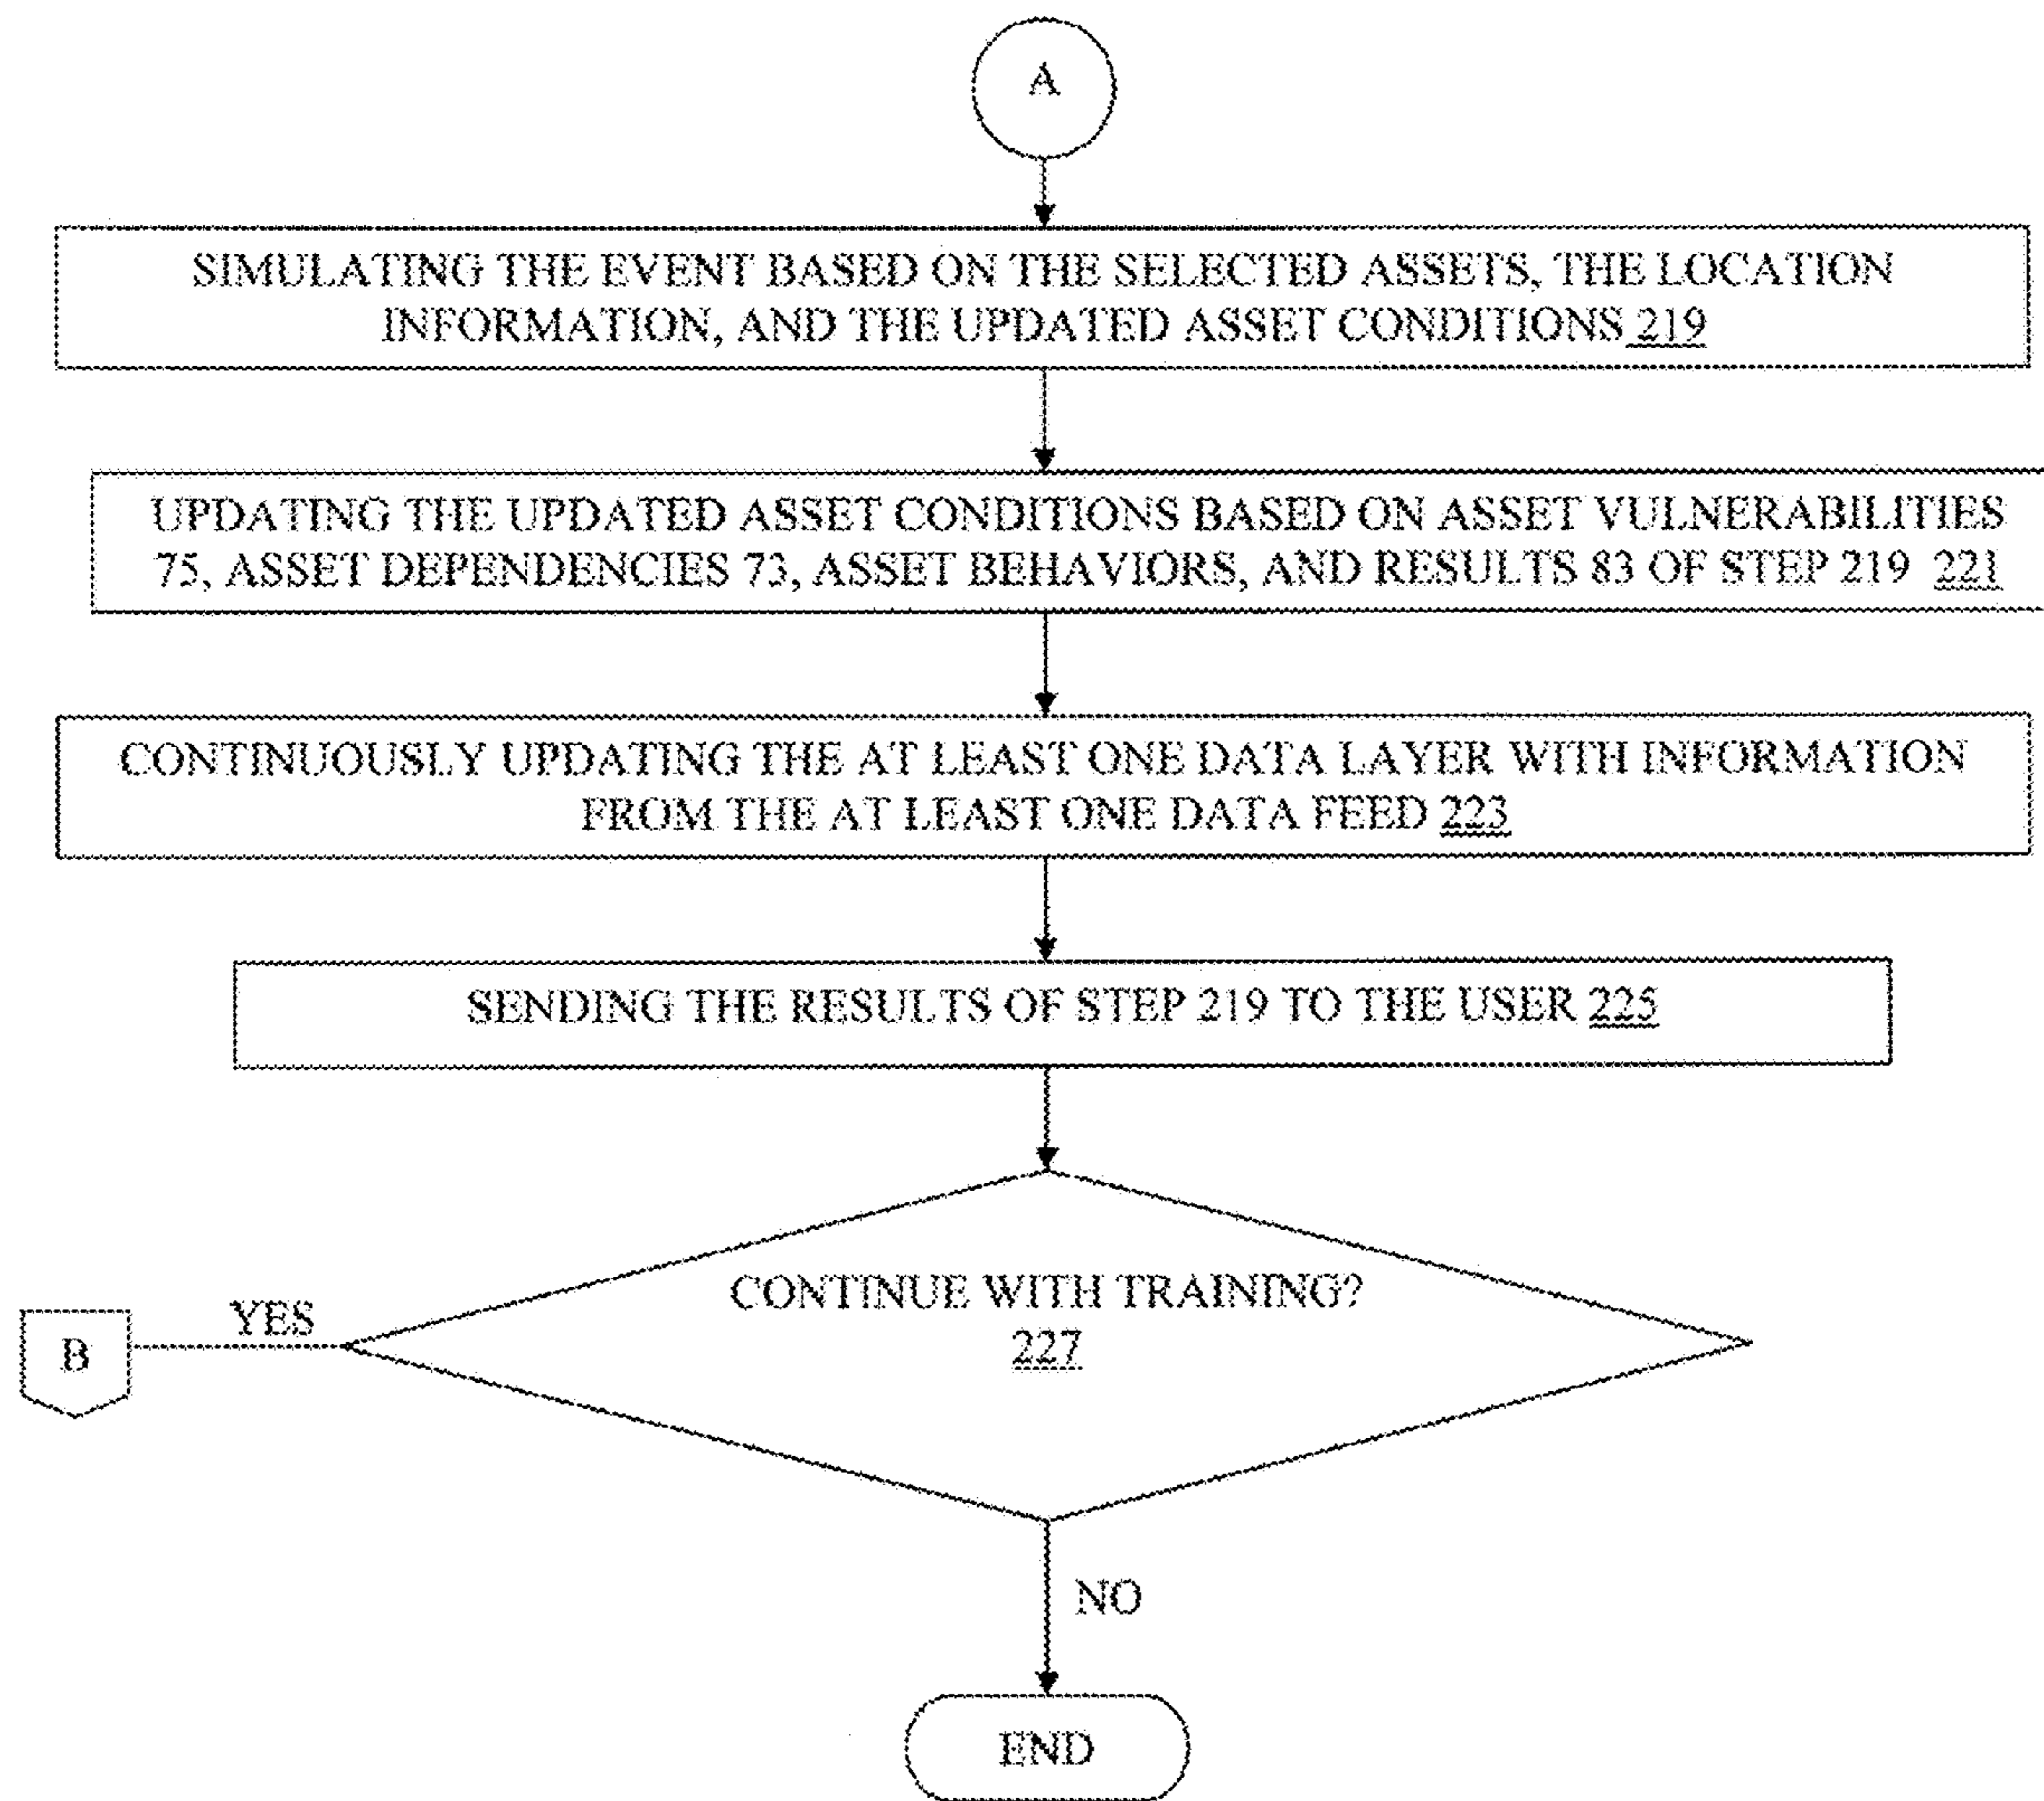 A
SIMULATING THE EVENT BASED ON THE SELECTED ASSETS, THE LOCATION
INFORMATION, AND THE UPDATED ASSET CONDITIONS 219
UPDATING THE UPDATED ASSET CONDITIONS BASED ON ASSET VULNERABILITIES
75, ASSET DEPENDENCIES 73, ASSET BEHAVIORS, AND RESULTS 83 OF STEP 219 221
CONTINUOUSLY UPDATING THE AT LEAST ONE DATA LAYER WITH INFORMATION
FROM THE AT LEAST ONE DATA FEED 223
SENDING THE RESULTS OF STEP 219 TO THE USER 225
CONTINUE WITH TRAINING?
227
YES
B
NO
END